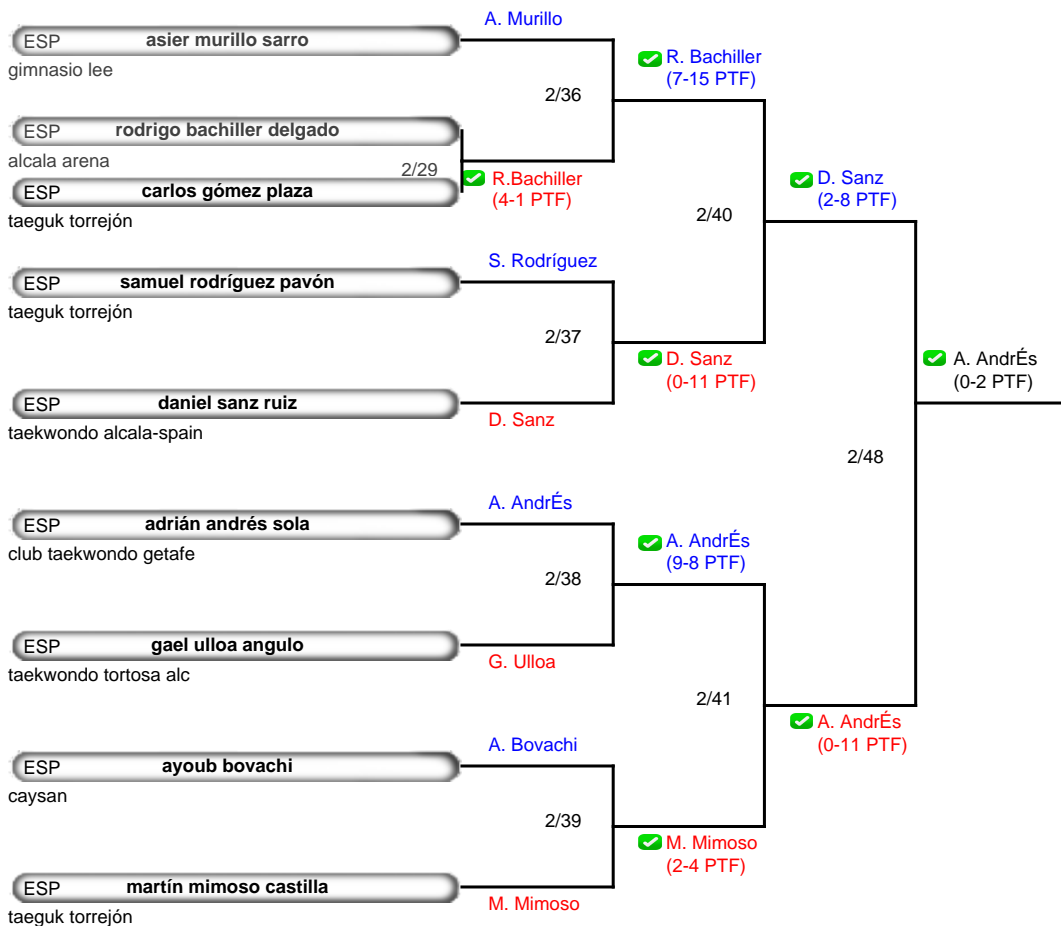 A. Murillo
ESP asier murillo sarro
gimnasio lee
R. Bachiller
(7-15 PTF)
2/36
ESP rodrigo bachiller delgado
alcala arena
2/29
R.Bachiller
(4-1 PTF)
ESP carlos gómez plaza
taeguk torrejón
D. Sanz
(2-8 PTF)
2/40
S. Rodríguez
ESP samuel rodríguez pavón
taeguk torrejón
2/37
D. Sanz
(0-11 PTF)
A. AndrÉs
(0-2 PTF)
ESP daniel sanz ruiz
D. Sanz
taekwondo alcala-spain
2/48
A. AndrÉs
ESP adrián andrés sola
club taekwondo getafe
A. AndrÉs
(9-8 PTF)
2/38
ESP gael ulloa angulo
G. Ulloa
taekwondo tortosa alc
2/41
A. AndrÉs
(0-11 PTF)
A. Bovachi
ESP ayoub bovachi
caysan
2/39
M. Mimoso
(2-4 PTF)
ESP martín mimoso castilla
M. Mimoso
taeguk torrejón